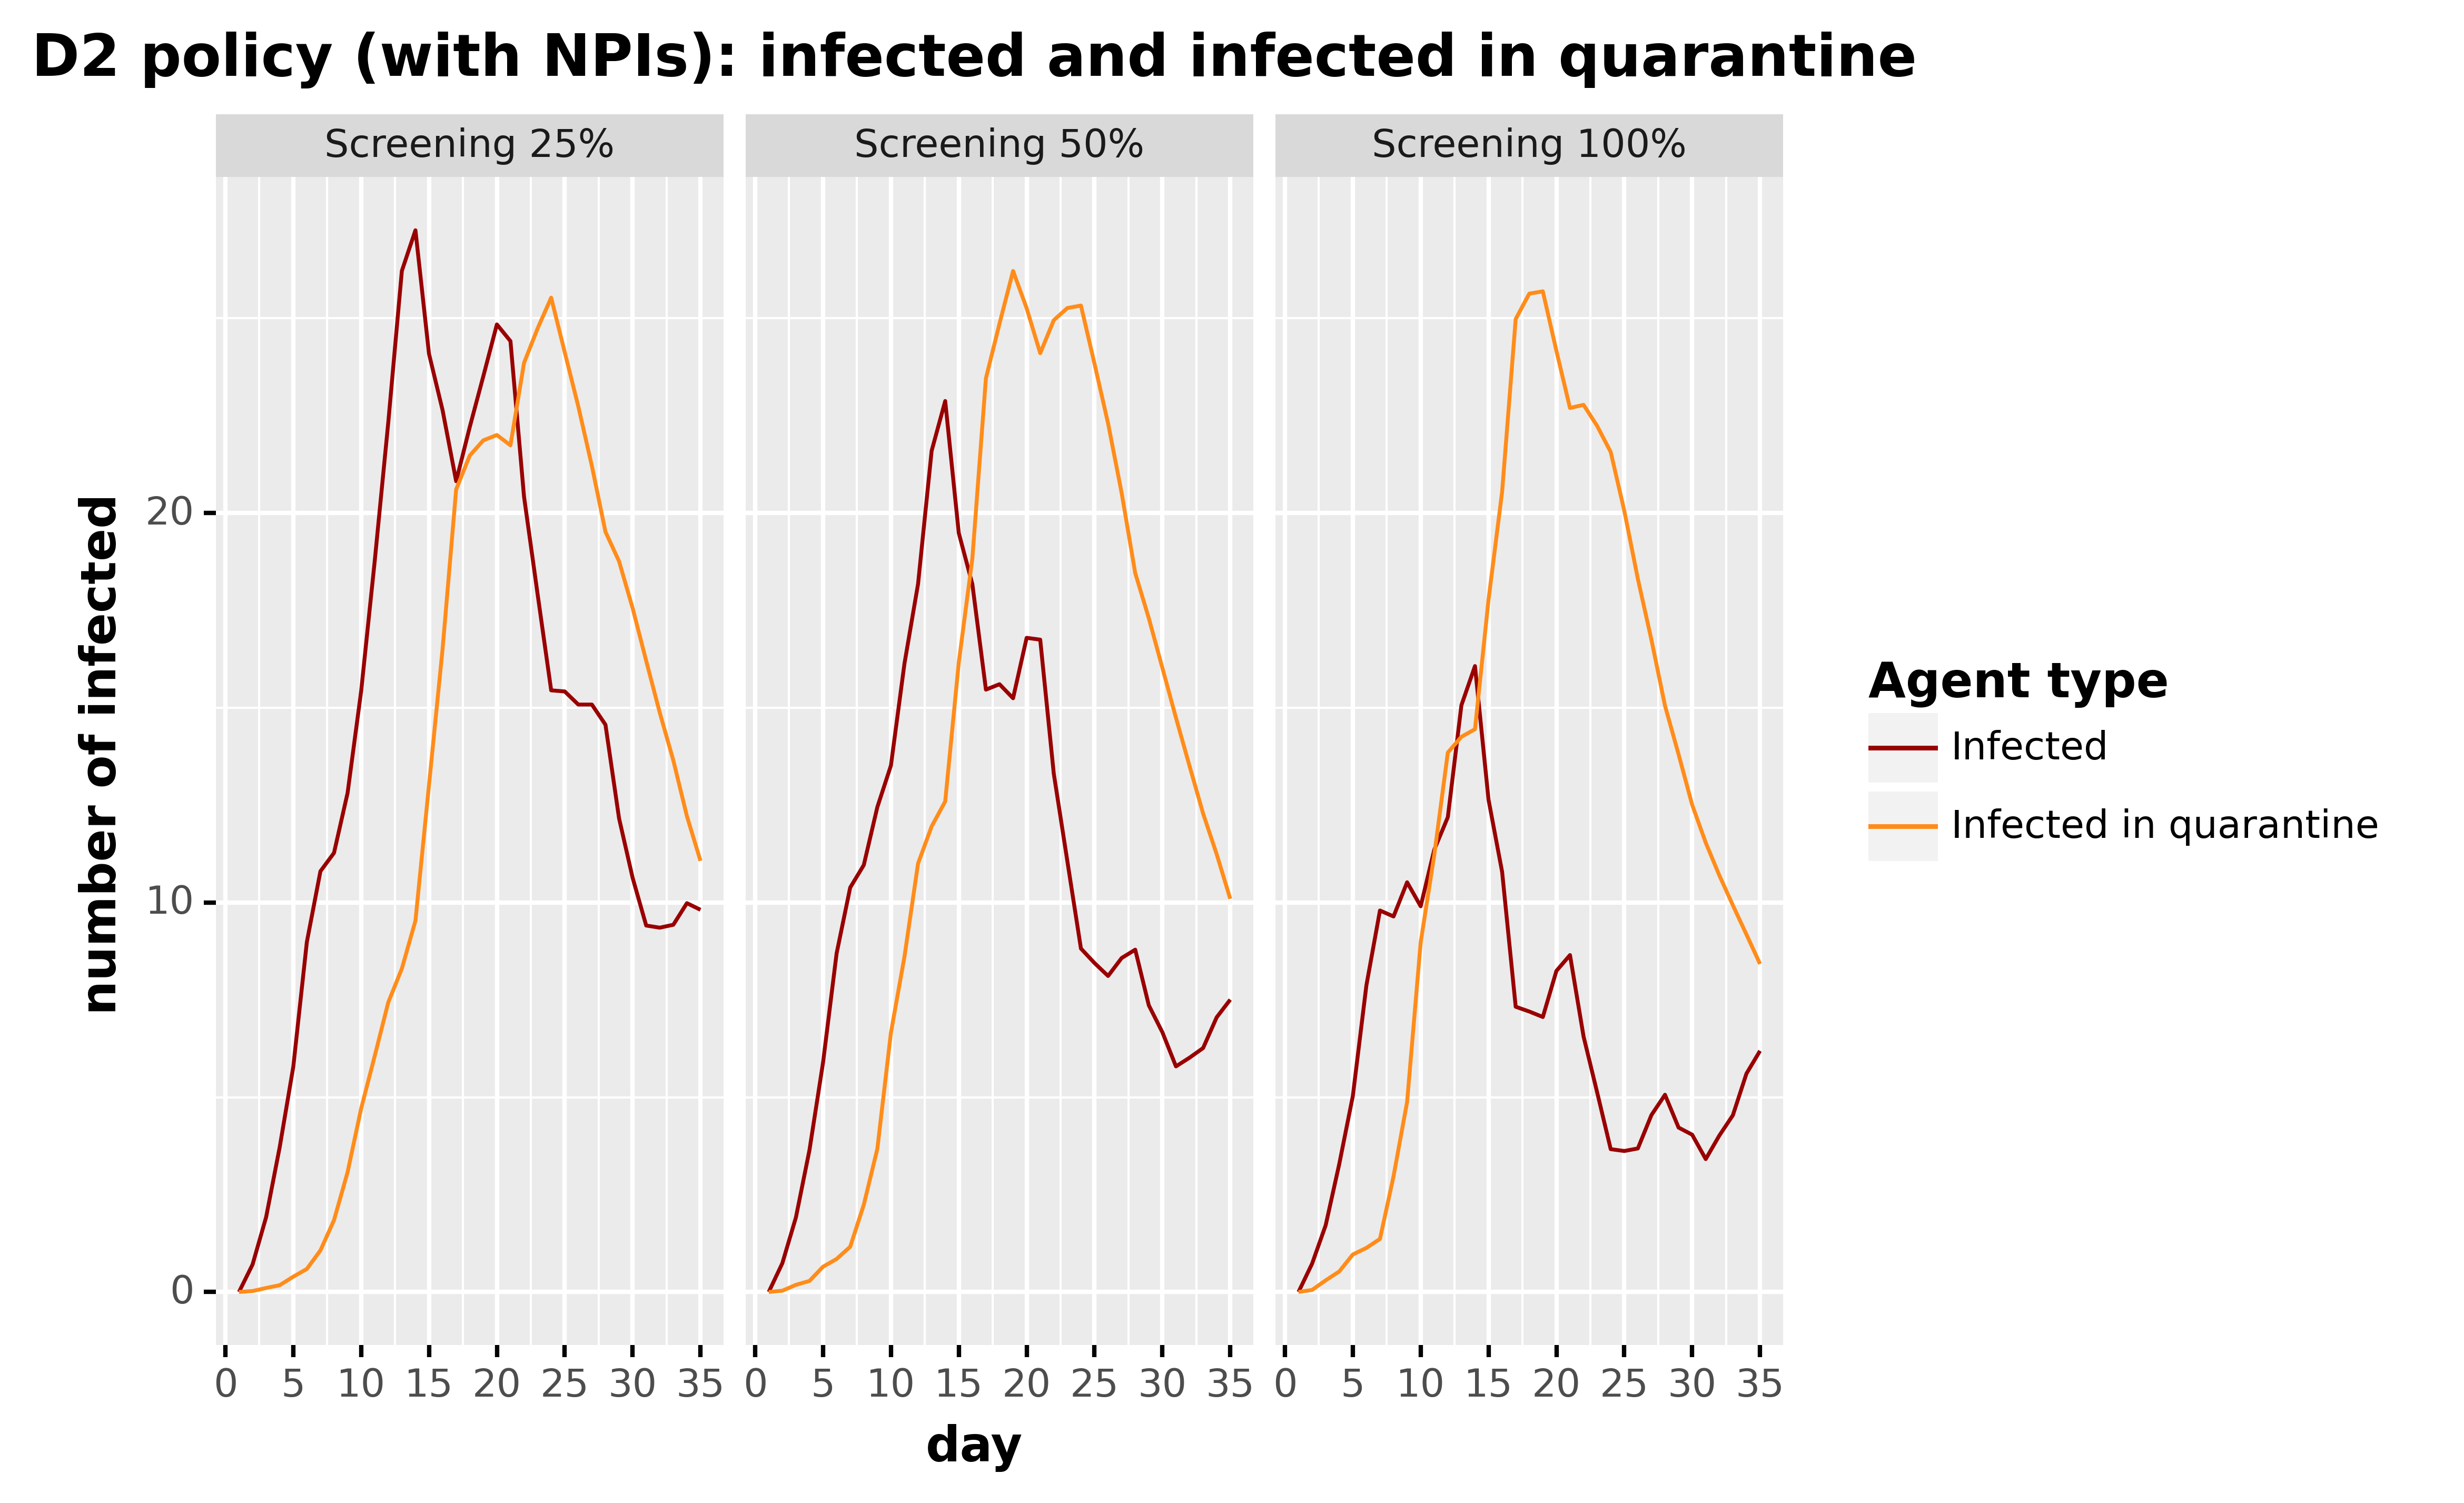 D2 policy (with NPIs): infected and infected in quarantine
Screening 25% Screening 50% Screening 100%
number of infected
20
10
0
0 5 10 15 20 25 30 35 0 5 10 15 20 25 30 35 0 5 10 15 20 25 30 35
day
Agent type
Infected
Infected in quarantine